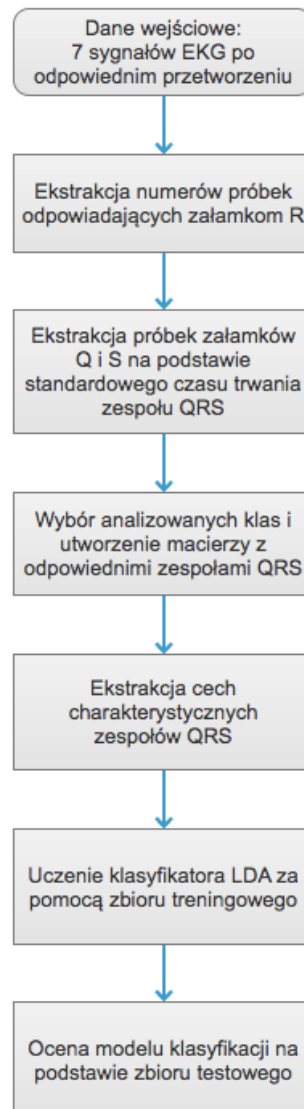 Dane wejściowe:
7 sygnałów EKG po
odpowiednim przetworzeniu
Ekstrakcja numerów próbek
odpowiadających załamkom R
Ekstrakcja próbek załamków
Q i S na podstawie
standardowego czasu trwania
zespołu QRS
Wybór analizowanych klas i
utworzenie macierzy z
odpowiednimi zespołami QRS
Ekstrakcja cech
charakterystycznych
zespołów QRS
Uczenie klasyfikatora LDA za
pomocą zbioru treningowego
Ocena modelu klasyfikacji na
podstawie zbioru testowego